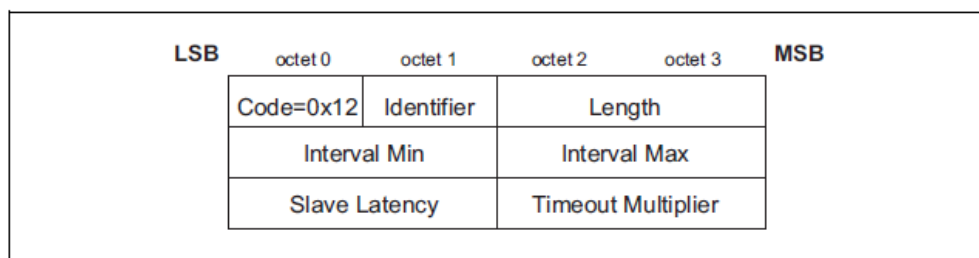 LSB octet 0 octet 1 octet 2 octet 3 MSB
Code=0x12 Identifier Length
Interval Min Interval Max
Slave Latency Timeout Multiplier